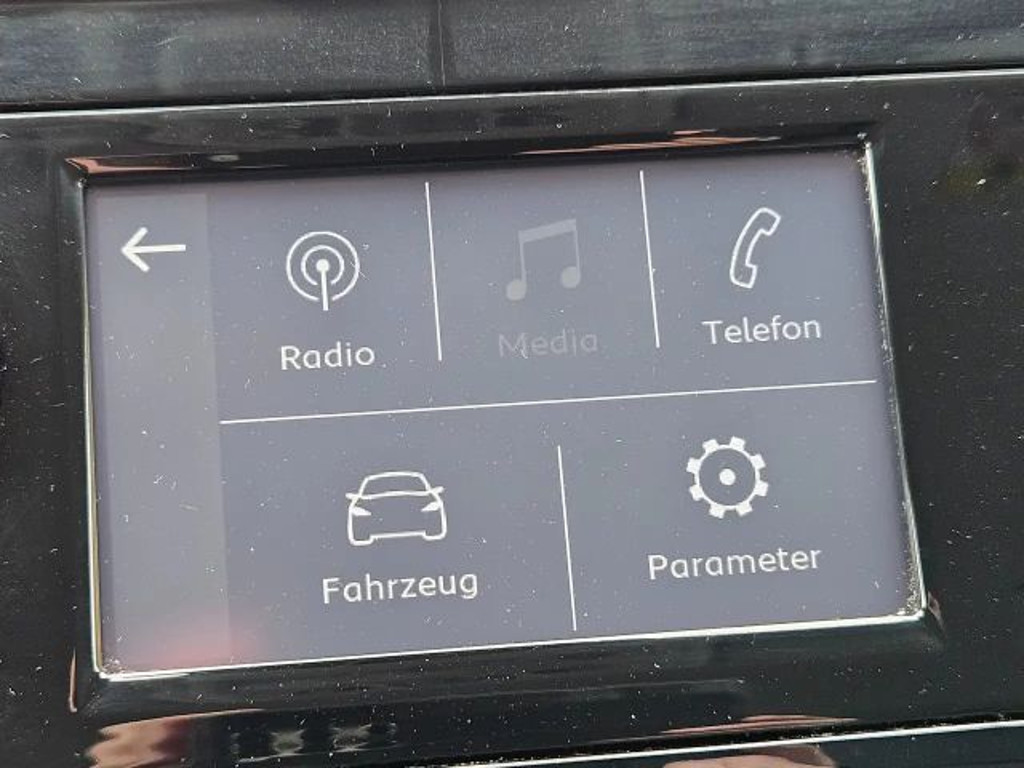 Radio
Media
Telefon
Fahrzeug
Parameter